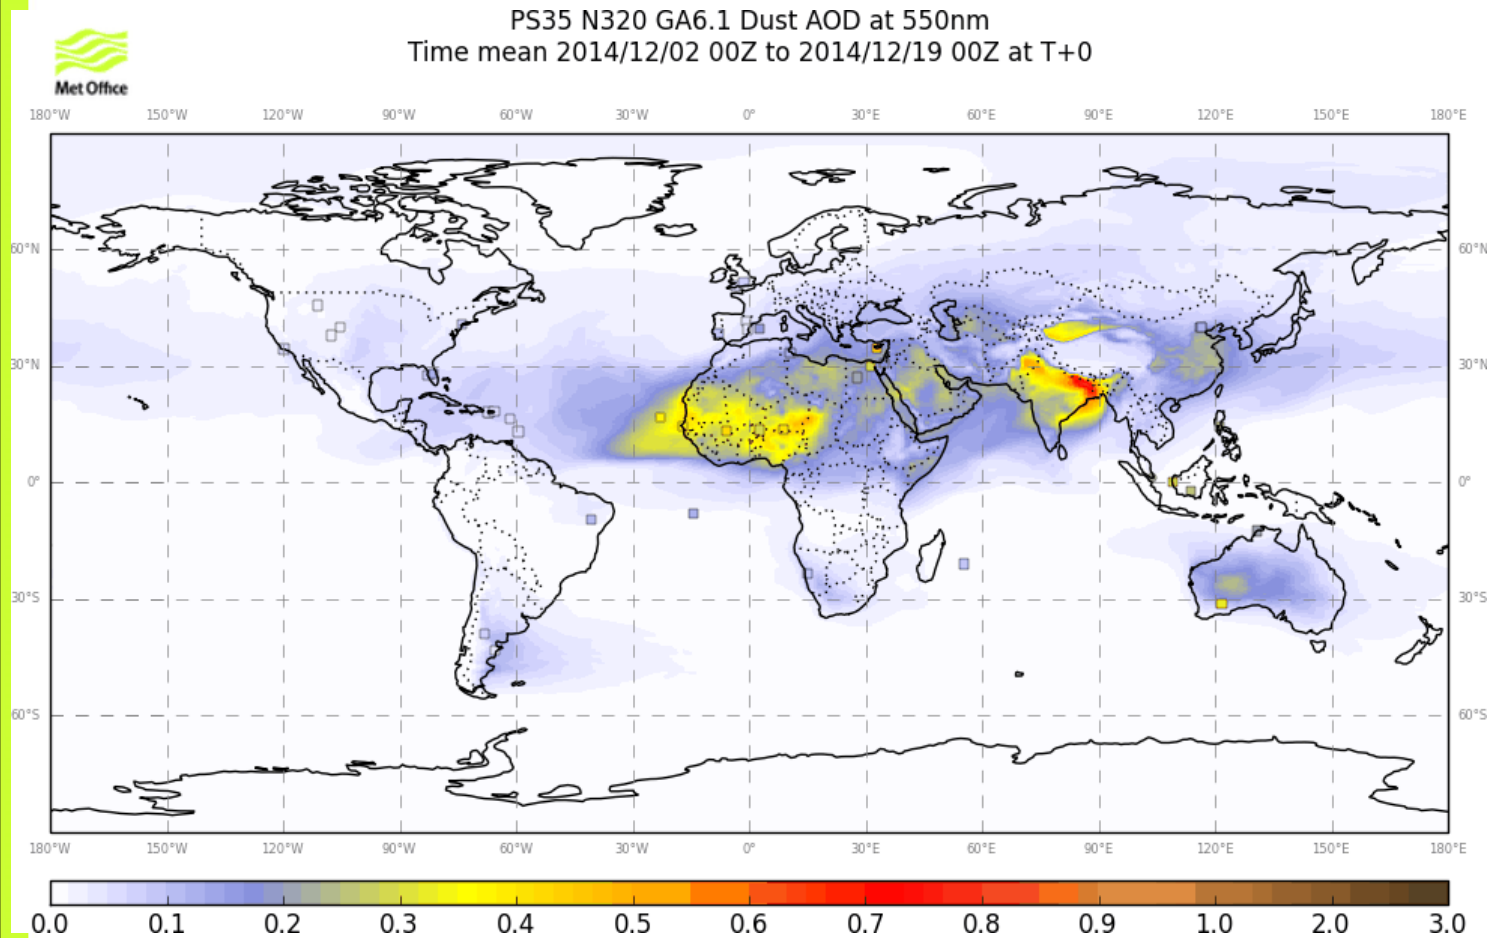 PS35 N320 GA6.1 Dust AOD at 550nm
Time mean 2014/12/02 00Z to 2014/12/19 00Z at T+0
Met Office
180°W 150°W 120°W 90°W 60°W 30°W 0° 30°E 60°E 90°E 120°E 150°E 180°E
60°N 60°N
30°N 30°N
0° 0°
30°S 30°S
60°S 60°S
180°W 150°W 120°W 90°W 60°W 30°W 0° 30°E 60°E 90°E 120°E 150°E 180°E
0.0 0.1 0.2 0.3 0.4 0.5 0.6 0.7 0.8 0.9 1.0 2.0 3.0